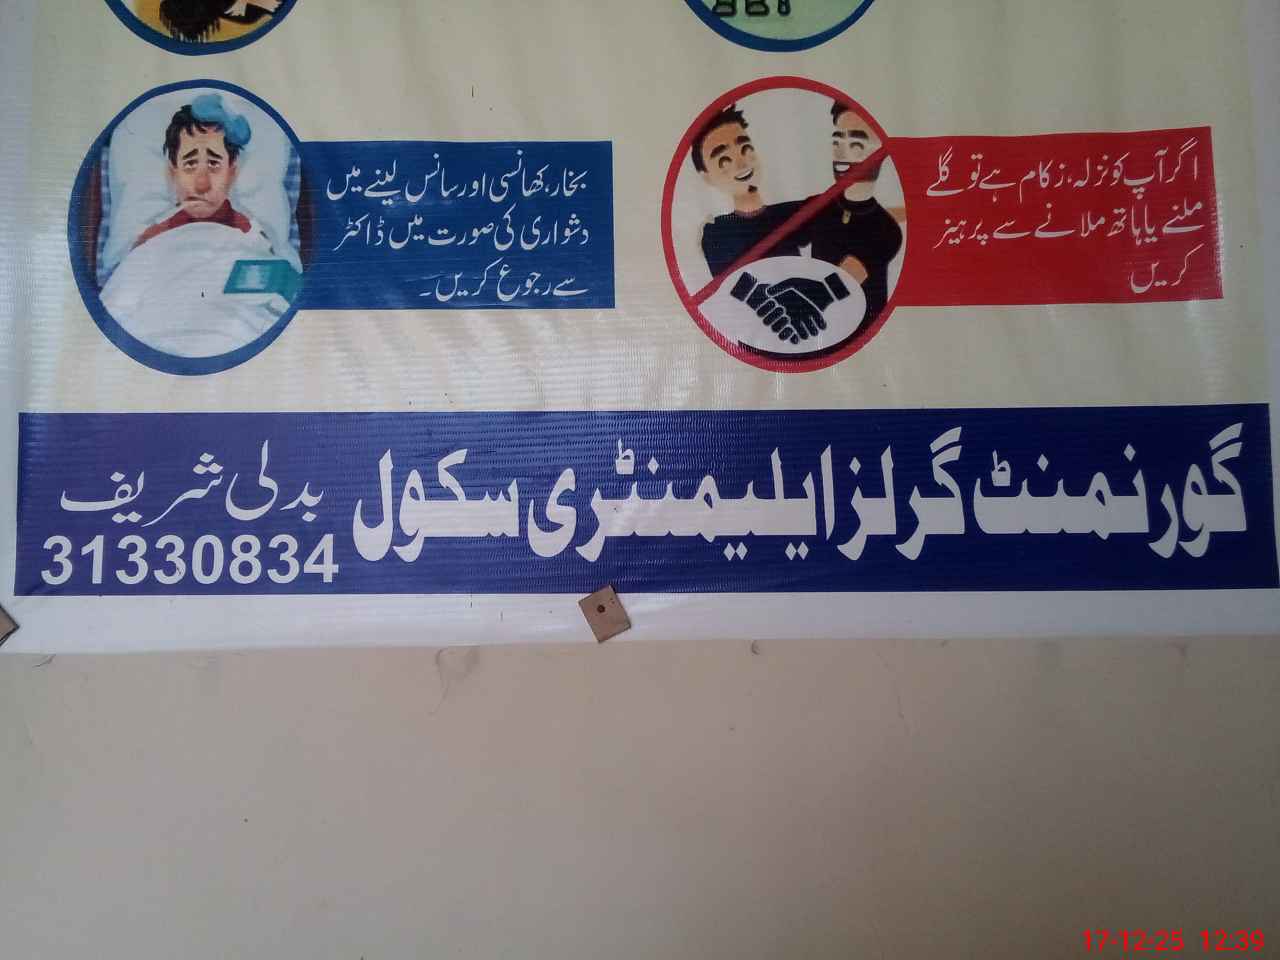 اگر آپ کو نزلہ، زکام ہے تو گلے
ملنے یا ہاتھ ملانے سے پرہیز
کریں
بخار، کھانسی اور سانس لینے میں
دشواری کی صورت میں ڈاکٹر
سے رجوع کریں۔
گورنمنٹ گرلز ایلیمنٹری سکول بدلی شریف
31330834
17-12-25 12:39